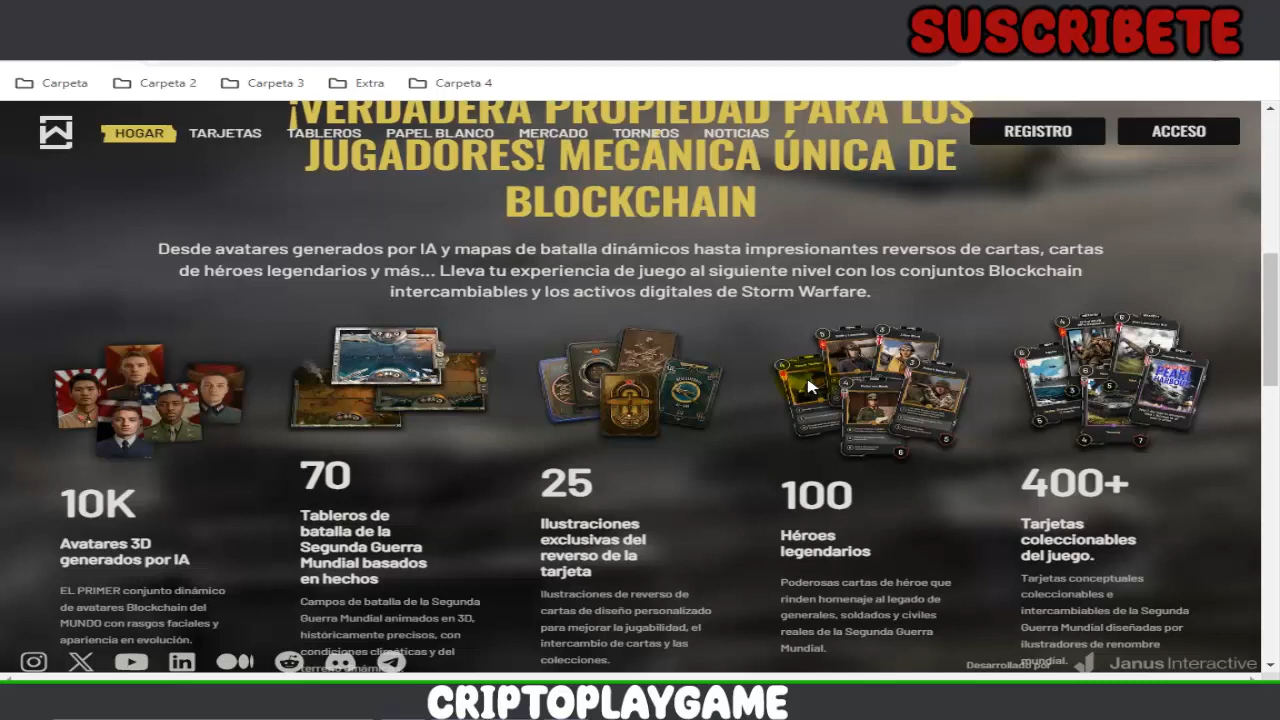 SUSCRIBETE
Carpeta
Carpeta 2
Carpeta 3
Extra
Carpeta 4
¡VERDADERA PROPIEDAD PARA LOS
HOGAR
TARJETAS
TABLEROS
PAPEL BLANCO
MERCADO
TORNEOS
NOTICIAS
REGISTRO
ACCESO
JUGADORES! MECÁNICA ÚNICA DE
BLOCKCHAIN
Desde avatares generados por IA y mapas de batalla dinámicos hasta impresionantes reversos de cartas, cartas
de héroes legendarios y más... Lleva tu experiencia de juego al siguiente nivel con los conjuntos Blockchain
intercambiables y los activos digitales de Storm Warfare.
PEARL
HARBOUR
10K
Avatares 3D
generados por IA
EL PRIMER conjunto dinámico
de avatares Blockchain del
MUNDO con rasgos faciales y
apariencia en evolución.
70
Tableros de
batalla de la
Segunda Guerra
Mundial basados
en hechos
Campos de batalla de la Segunda
Guerra Mundial animados en 3D,
históricamente precisos, con
condiciones climáticas y del
terreno dinámicas
25
Ilustraciones
exclusivas del
reverso de la
tarjeta
Ilustraciones de reverso de
cartas de diseño personalizado
para mejorar la jugabilidad, el
intercambio de cartas y las
colecciones.
100
Héroes
legendarios
Poderosas cartas de héroe que
rinden homenaje al legado de
generales, soldados y civiles
reales de la Segunda Guerra
Mundial.
400+
Tarjetas
coleccionables
del juego.
Tarjetas conceptuales
coleccionables e
intercambiables de la Segunda
Guerra Mundial diseñadas por
ilustradores de renombre
mundial.
Desarrollado por
Janus Interactive
CRIPTOPLAYGAME